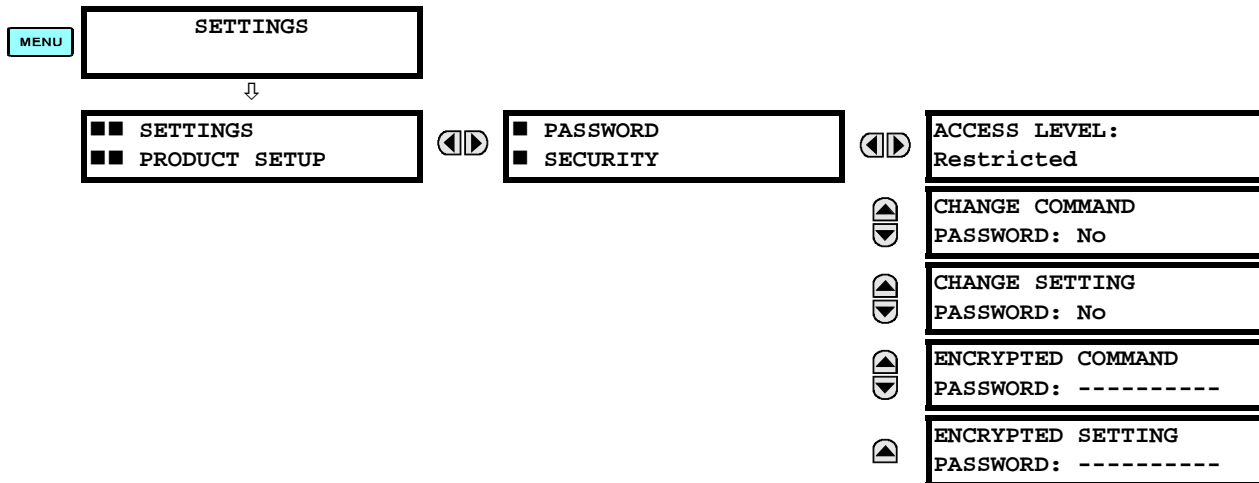 MENU
SETTINGS
■■ SETTINGS
■■ PRODUCT SETUP
■ PASSWORD
■ SECURITY
ACCESS LEVEL:
Restricted
CHANGE COMMAND
PASSWORD: No
CHANGE SETTING
PASSWORD: No
ENCRYPTED COMMAND
PASSWORD: ----------
ENCRYPTED SETTING
PASSWORD: ----------